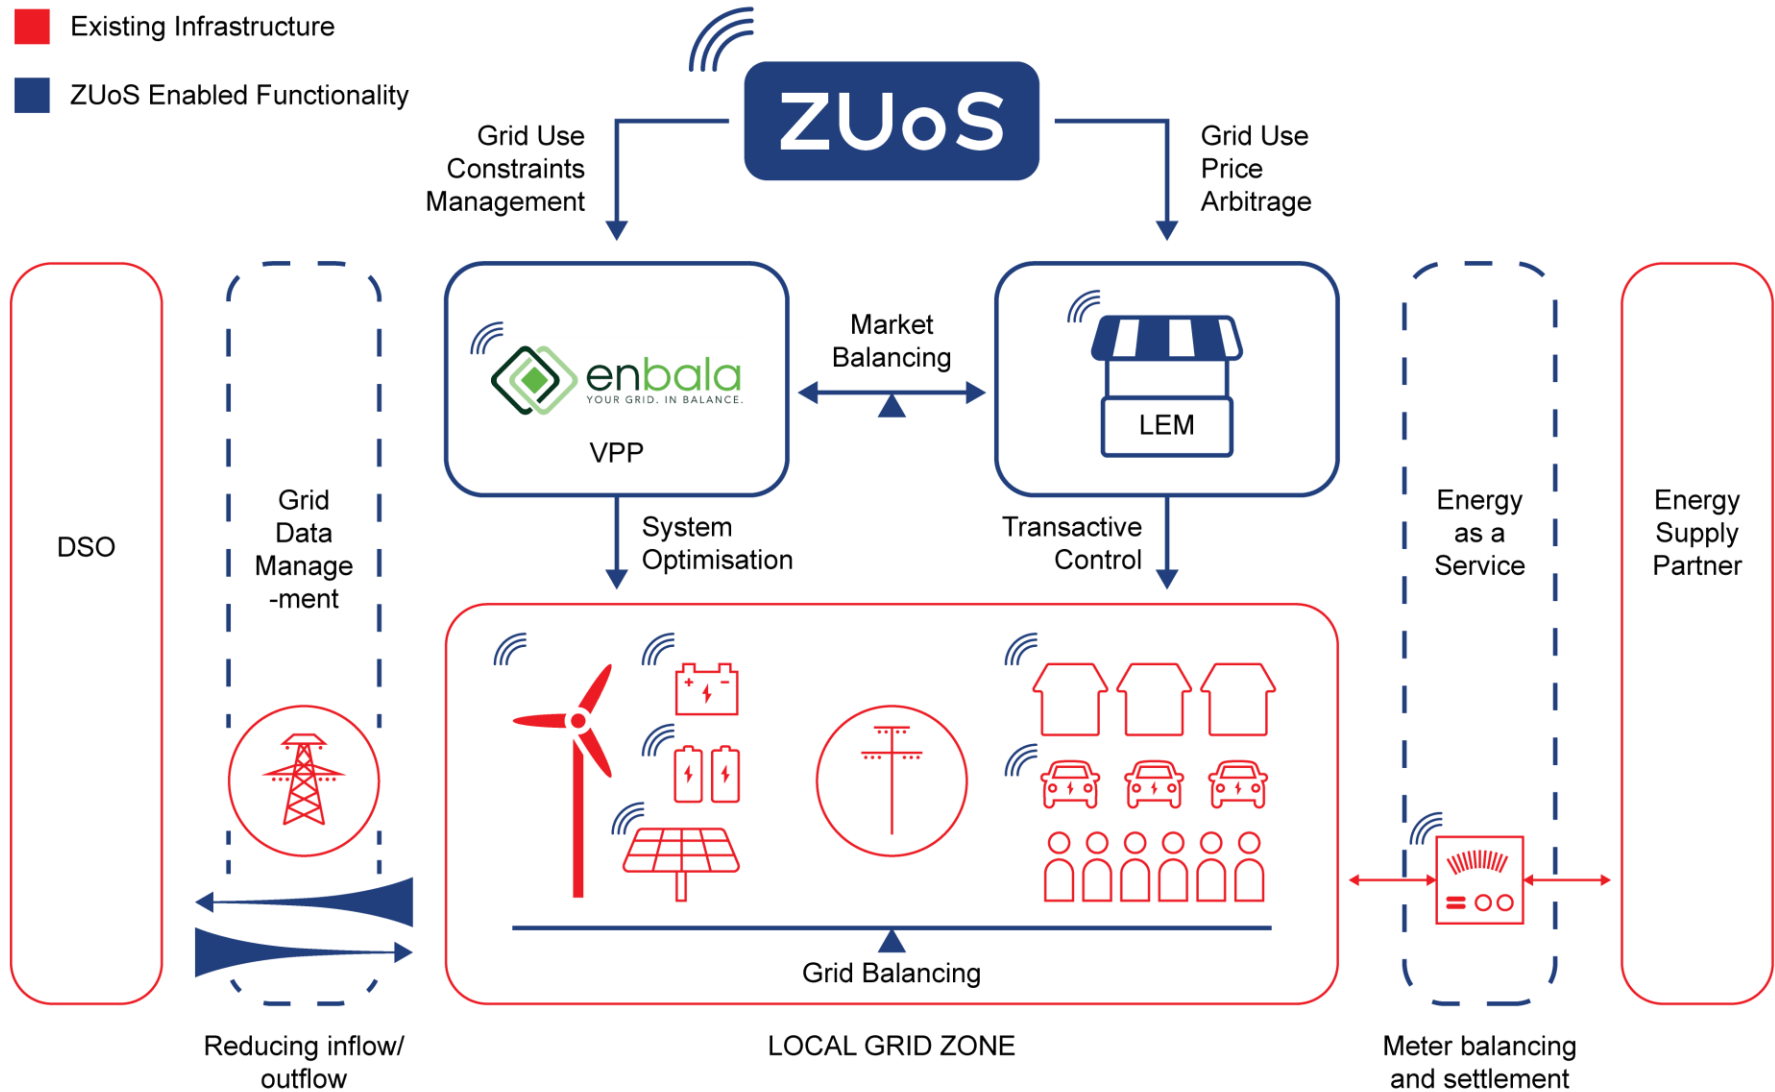 Existing Infrastructure
ZUoS Enabled Functionality
ZUoS
Grid Use
Constraints
Management
Grid Use
Price
Arbitrage
enbala
YOUR GRID. IN BALANCE.
VPP
Market
Balancing
LEM
DSO
Grid
Data
Manage
-ment
System
Optimisation
Transactive
Control
Energy
as a
Service
Energy
Supply
Partner
Grid Balancing
Reducing inflow/
outflow
LOCAL GRID ZONE
Meter balancing
and settlement